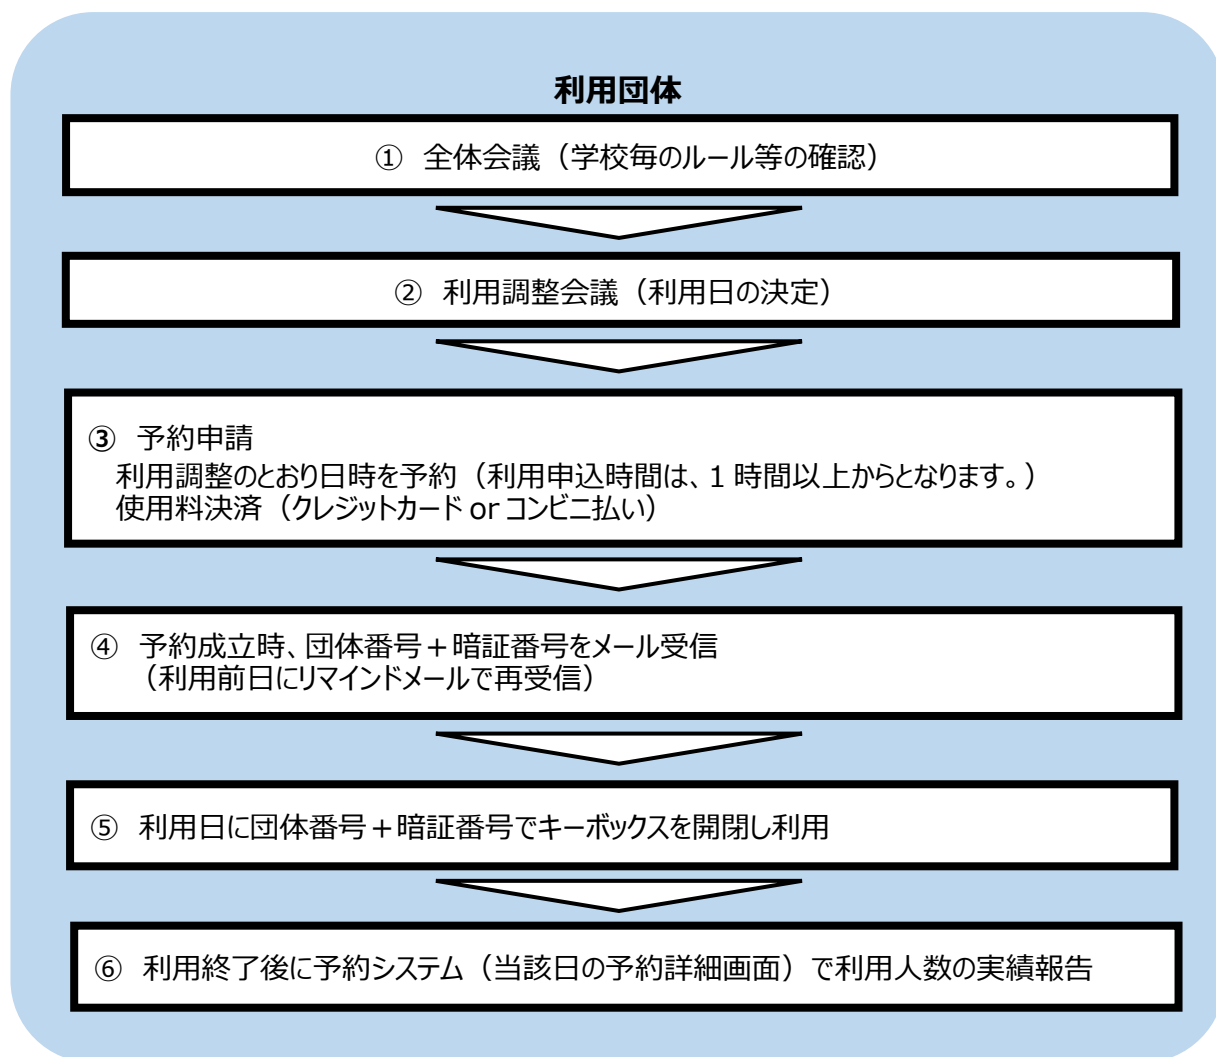 利用団体
① 全体会議（学校毎のルール等の確認）
② 利用調整会議（利用日の決定）
③ 予約申請
利用調整のとおり日時を予約（利用申込時間は、1 時間以上からとなります。）
使用料決済（クレジットカード or コンビニ払い）
④ 予約成立時、団体番号＋暗証番号をメール受信
（利用前日にリマインドメールで再受信）
⑤ 利用日に団体番号＋暗証番号でキーボックスを開閉し利用
⑥ 利用終了後に予約システム（当該日の予約詳細画面）で利用人数の実績報告